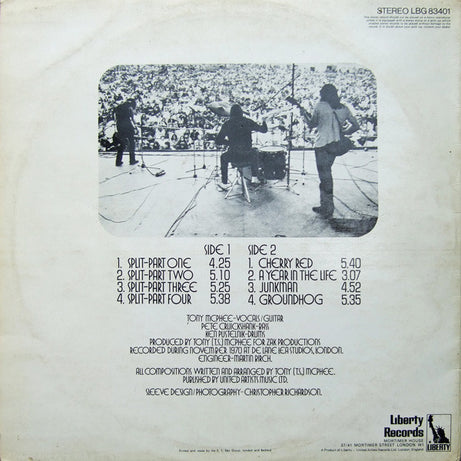 STEREO LBG 83401
SIDE 1
1. SPLIT-PART ONE 4.25
2. SPLIT-PART TWO 5.10
3. SPLIT-PART THREE 5.25
4. SPLIT-PART FOUR 5.38
SIDE 2
1. CHERRY RED 5.40
2. A YEAR IN THE LIFE 3.07
3. JUNKMAN 4.52
4. GROUNDHOG 5.35
TONY MCPHEE-VOCALS/GUITAR
PETE CRUICKSHANK-BASS
KEN PUSTELNIK-DRUMS
PRODUCED BY TONY (T.S.) MCPHEE FOR ZAK PRODUCTIONS
RECORDED DURING NOVEMBER 1970 AT DE LANE LEA STUDIOS, LONDON.
ENGINEER-MARTIN BIRCH.
ALL COMPOSITIONS WRITTEN AND ARRANGED BY TONY (T.S.) MCPHEE.
PUBLISHED BY UNITED ARTISTS MUSIC LTD.
SLEEVE DESIGN/PHOTOGRAPHY - CHRISTOPHER RICHARDSON.
Liberty
Records
MORTIMER HOUSE
37/41 MORTIMER STREET LONDON W1
LIBERTY